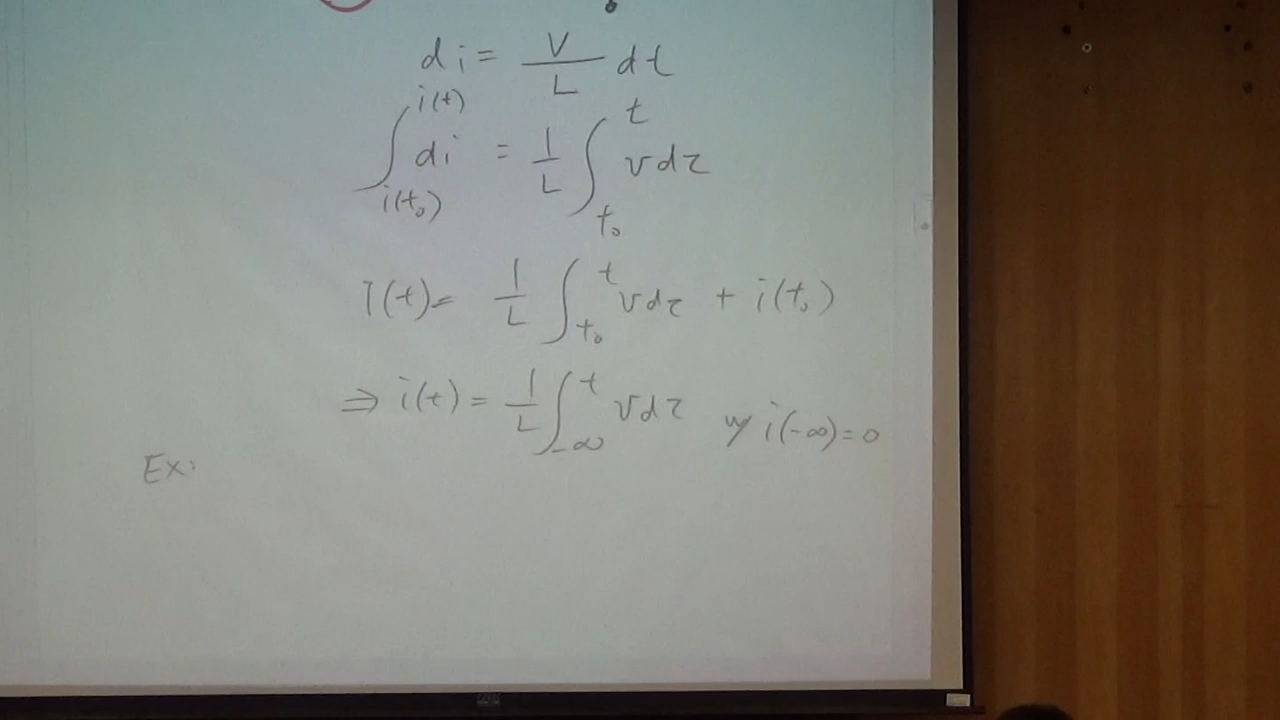 di = V/L dt
∫_{i(t₀)}^{i(t)} di = 1/L ∫_{t₀}^{t} v dτ
i(t) = 1/L ∫_{t₀}^{t} v dτ + i(t₀)
⇒ i(t) = 1/L ∫_{-∞}^{t} v dτ w/ i(-∞) = 0
Ex: